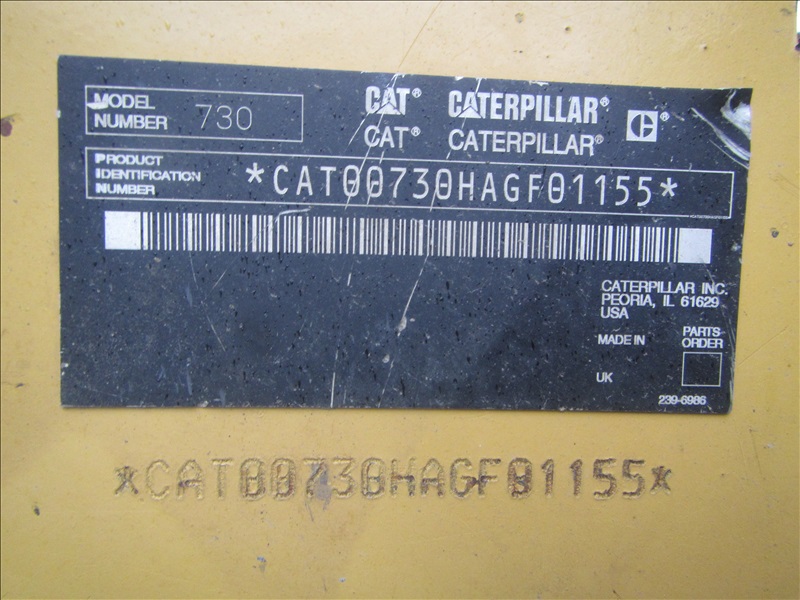 MODEL NUMBER 730
CAT® CATERPILLAR® C®
CAT® CATERPILLAR®
PRODUCT IDENTIFICATION NUMBER *CAT00730HAGF01155*
CATERPILLAR INC.
PEORIA, IL 61629
USA
MADE IN
UK
PARTS ORDER
239-6986
*CAT00730HAGF01155*